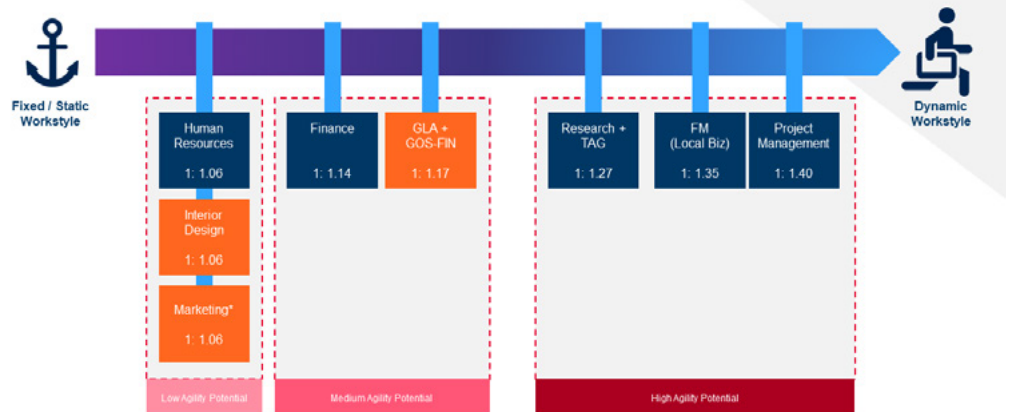 Fixed / Static
Workstyle
Dynamic
Workstyle
Human
Resources
1: 1.06
Interior
Design
1: 1.06
Marketing*
1: 1.06
Finance
1: 1.14
GLA +
GOS-FIN
1: 1.17
Research +
TAG
1: 1.27
FM
(Local Biz)
1: 1.35
Project
Management
1: 1.40
Low Agility Potential
Medium Agility Potential
High Agility Potential